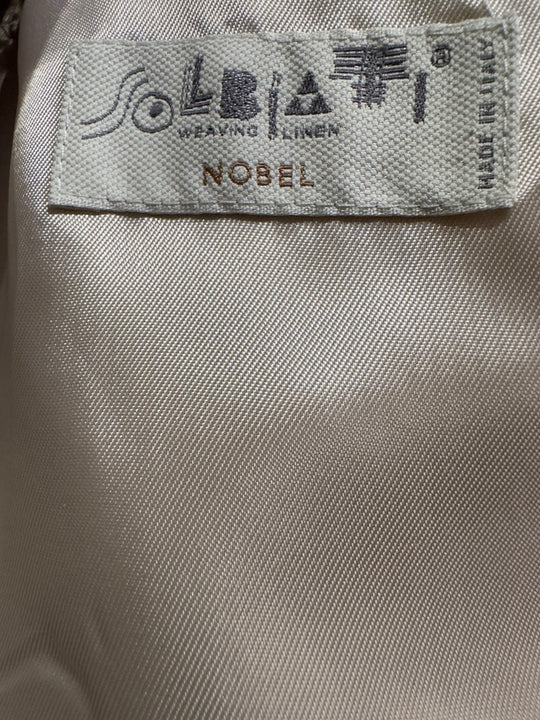 SOLBIATI®
WEAVING LINEN
NOBEL
MADE IN ITALY